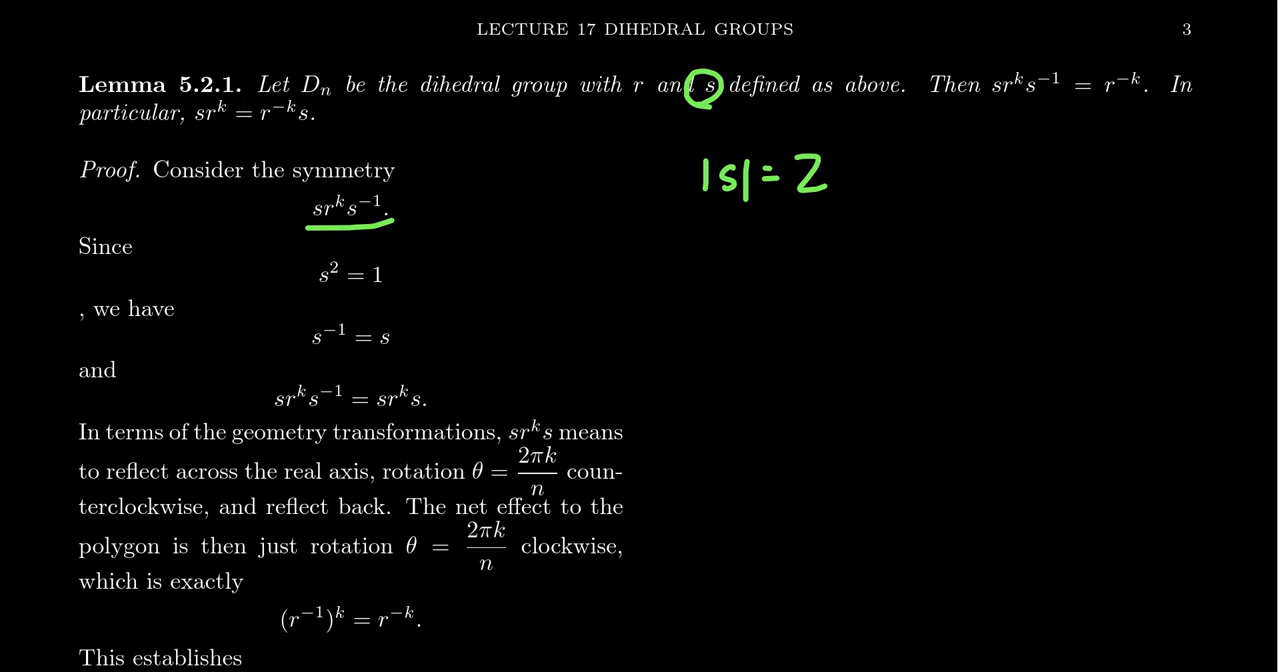 LECTURE 17 DIHEDRAL GROUPS 3
Lemma 5.2.1. Let Dₙ be the dihedral group with r and s defined as above. Then srᵏs⁻¹ = r⁻ᵏ. In
particular, srᵏ = r⁻ᵏs.
Proof. Consider the symmetry
|s| = 2
srᵏs⁻¹.
Since
s² = 1
, we have
s⁻¹ = s
and
srᵏs⁻¹ = srᵏs.
In terms of the geometry transformations, srᵏs means
to reflect across the real axis, rotation θ = 2πk/n coun-
terclockwise, and reflect back. The net effect to the
polygon is then just rotation θ = 2πk/n clockwise,
which is exactly
(r⁻¹)ᵏ = r⁻ᵏ.
This establishes